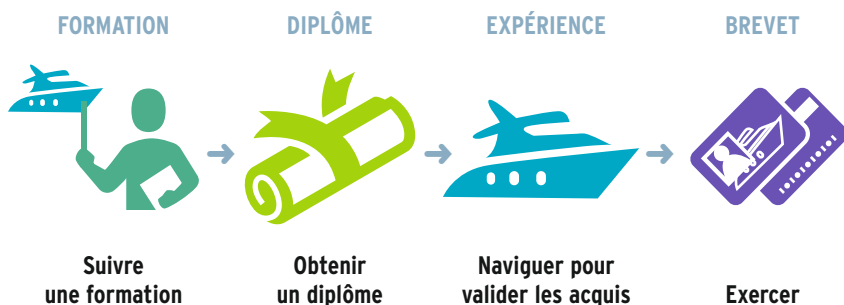 FORMATION
DIPLÔME
EXPÉRIENCE
BREVET
Suivre
une formation
Obtenir
un diplôme
Naviguer pour
valider les acquis
Exercer